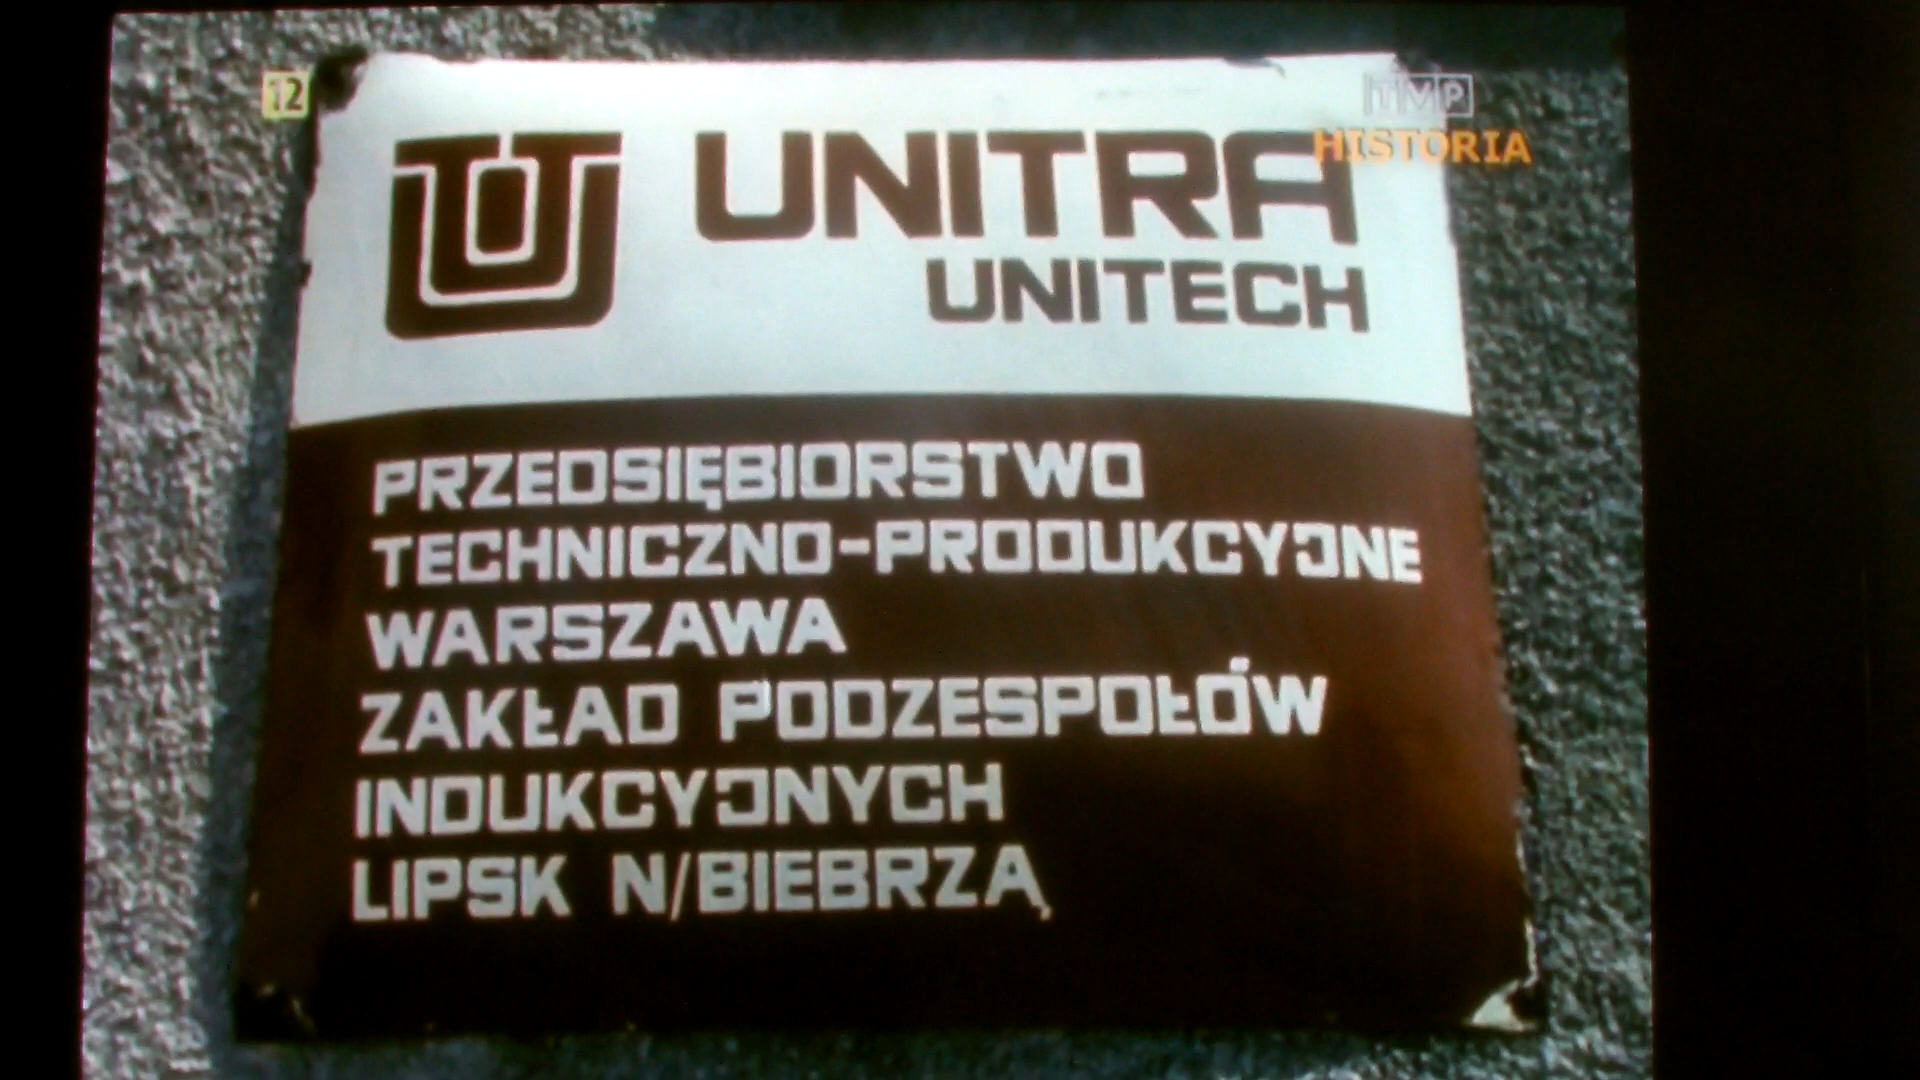 12
TVP
HISTORIA
UNITRA
UNITECH
PRZEDSIĘBIORSTWO
TECHNICZNO-PRODUKCYJNE
WARSZAWA
ZAKŁAD PODZESPOŁÓW
INDUKCYJNYCH
LIPSK N/BIEBRZĄ